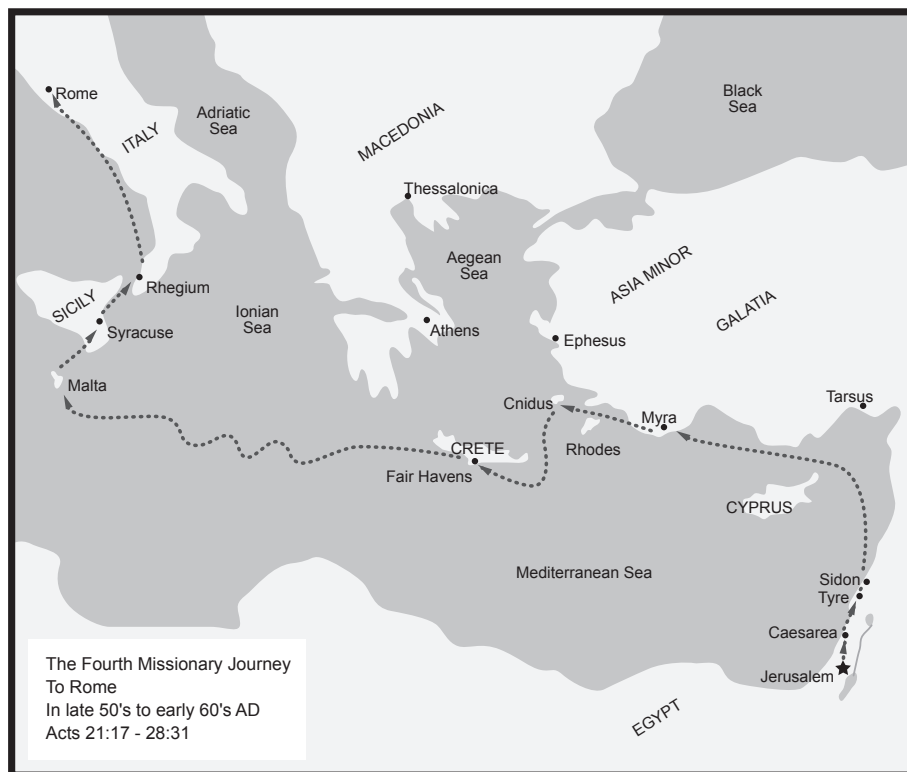 Rome
Adriatic
Sea
Black
Sea
ITALY
MACEDONIA
Thessalonica
Aegean
Sea
ASIA MINOR
GALATIA
Rhegium
SICILY
Syracuse
Ionian
Sea
Athens
Ephesus
Malta
Cnidus
Myra
Tarsus
Rhodes
CRETE
Fair Havens
CYPRUS
Mediterranean Sea
Sidon
Tyre
Caesarea
Jerusalem
EGYPT
The Fourth Missionary Journey
To Rome
In late 50's to early 60's AD
Acts 21:17 - 28:31